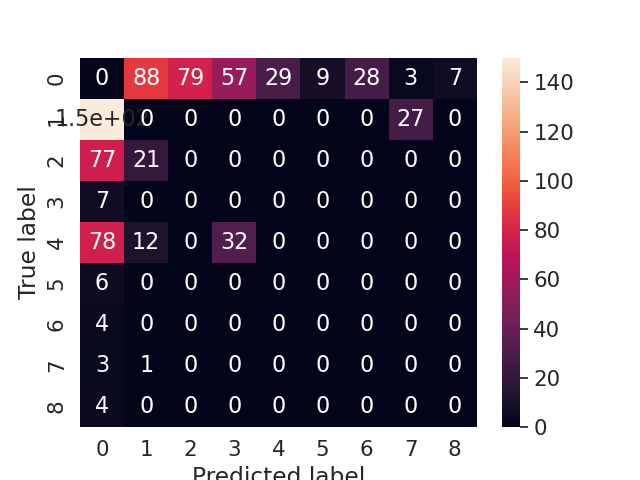 0 0 88 79 57 29 9 28 3 7
1 1.5e+02 0 0 0 0 0 0 27 0
2 77 21 0 0 0 0 0 0 0
3 7 0 0 0 0 0 0 0 0
4 78 12 0 32 0 0 0 0 0
5 6 0 0 0 0 0 0 0 0
6 4 0 0 0 0 0 0 0 0
7 3 1 0 0 0 0 0 0 0
8 4 0 0 0 0 0 0 0 0
0 1 2 3 4 5 6 7 8
True label
Predicted label
140
120
100
80
60
40
20
0